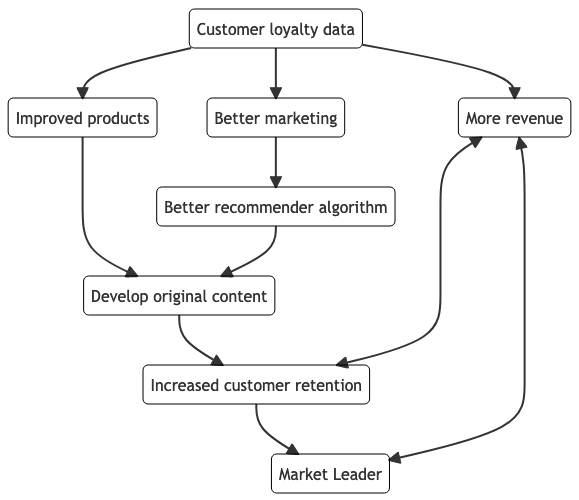 Customer loyalty data
Improved products
Better marketing
More revenue
Better recommender algorithm
Develop original content
Increased customer retention
Market Leader